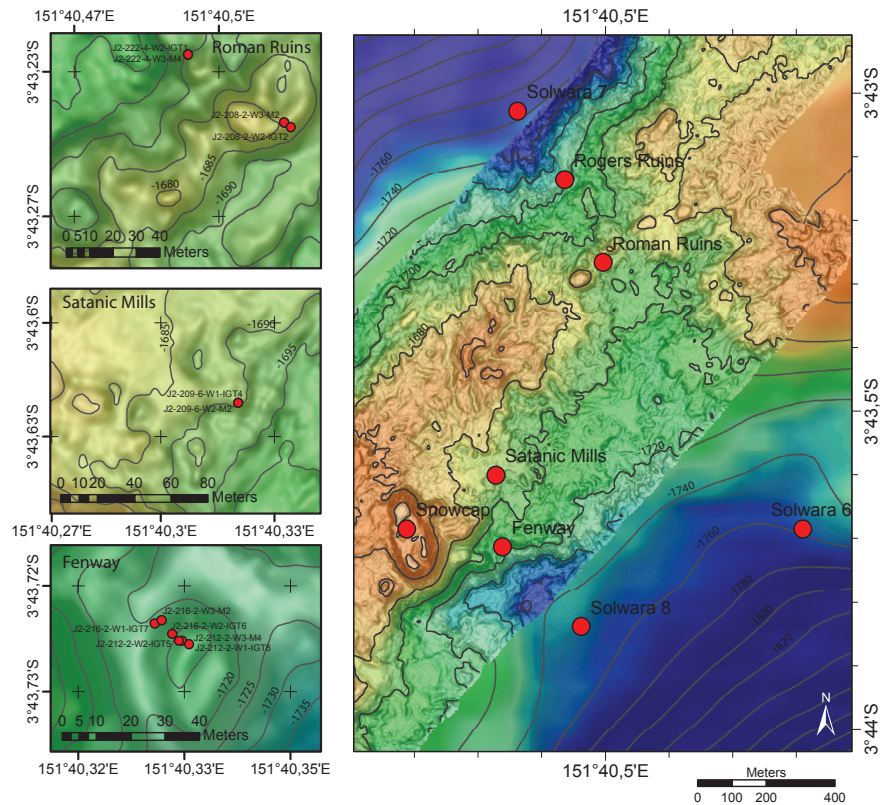 151°40,47'E
151°40,5'E
J2-222-4-W2-IGT1
Roman Ruins
J2-222-4-W3-M4
3°43,23'S
J2-208-2-W3-M2
J2-208-2-W2-IGT2
-1685
-1680
-1690
3°43,27'S
0 5 10 20 30 40
Meters
Satanic Mills
3°43,6'S
-1685
-1690
-1695
J2-209-6-W1-IGT4
J2-209-6-W2-M2
3°43,63'S
0 10 20 40 60 80
Meters
151°40,27'E
151°40,3'E
151°40,33'E
Fenway
3°43,72'S
J2-216-2-W3-M2
J2-216-2-W1-IGT7
J2-216-2-W2-IGT6
J2-212-2-W3-M4
J2-212-2-W2-IGT5
J2-212-2-W1-IGT8
3°43,73'S
-1720
-1725
-1730
-1735
0 5 10 20 30 40
Meters
151°40,32'E
151°40,33'E
151°40,35'E
151°40,5'E
Solwara 7
3°43'S
-1760
-1740
-1720
-1700
Rogers Ruins
Roman Ruins
-1680
3°43,5'S
Satanic Mills
-1720
-1740
Snowcap
Fenway
Solwara 6
-1760
-1780
-1800
-1820
Solwara 8
N
3°44'S
151°40,5'E
Meters
0 100 200 400